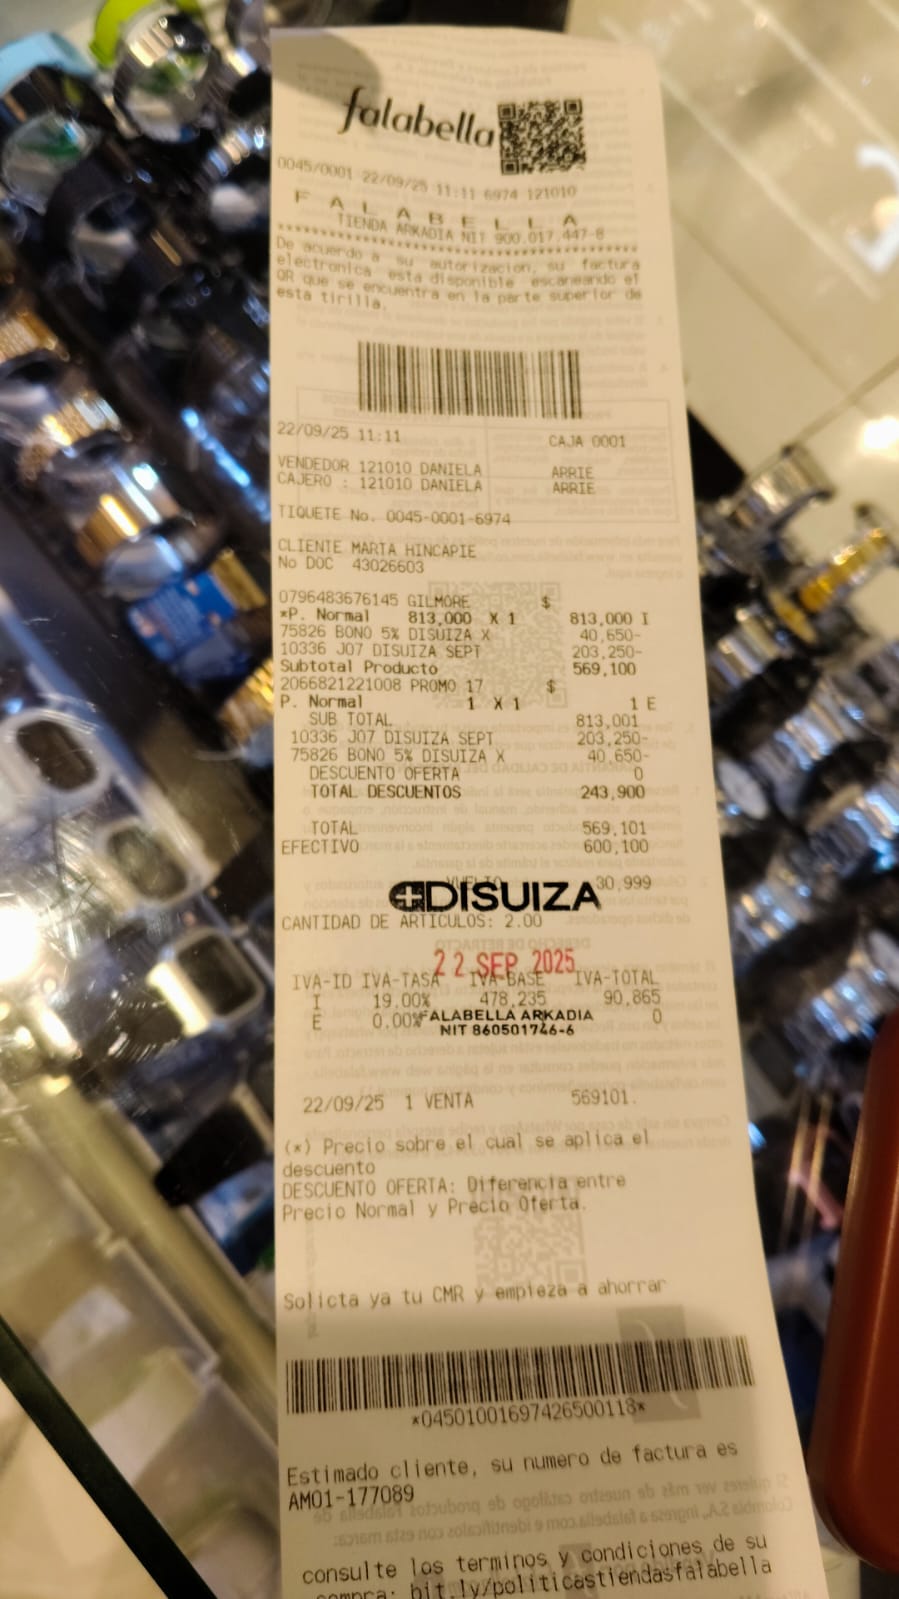 falabella
0045/0001 22/09/25 11:11 6974 121010
F A L A B E L L A
TIENDA ARKADIA NIT 900.017.447-8
****************************************
De acuerdo a su autorizacion, su factura
electronica esta disponible escaneando el
QR que se encuentra en la parte superior de
esta tirilla.
22/09/25 11:11 CAJA 0001
VENDEDOR 121010 DANIELA ARRIE
CAJERO : 121010 DANIELA ARRIE
TIQUETE No. 0045-0001-6974
CLIENTE MARTA HINCAPIE
No DOC 43026603
0796483676145 GILMORE $
*P. Normal 813,000 X 1 813,000 I
75826 BONO 5% DISUIZA X 40,650-
10336 J07 DISUIZA SEPT 203,250-
Subtotal Producto 569,100
2066821221008 PROMO 17 $
P. Normal 1 X 1 1 E
SUB TOTAL 813,001
10336 J07 DISUIZA SEPT 203,250-
75826 BONO 5% DISUIZA X 40,650-
DESCUENTO OFERTA 0
TOTAL DESCUENTOS 243,900
TOTAL 569,101
EFECTIVO 600,100
VUELTO 30,999
DISUIZA
CANTIDAD DE ARTICULOS: 2.00
22 SEP 2025
IVA-ID IVA-TASA IVA-BASE IVA-TOTAL
I 19.00% 478,235 90,865
E 0.00% 0
FALABELLA ARKADIA
NIT 860501746-6
22/09/25 1 VENTA 569101.
(*) Precio sobre el cual se aplica el
descuento
DESCUENTO OFERTA: Diferencia entre
Precio Normal y Precio Oferta.
Solicta ya tu CMR y empieza a ahorrar
*04501001697426500118*
Estimado cliente, su numero de factura es
AM01-177089
consulte los terminos y condiciones de su
compra: bit.ly/politicastiendasfalabella